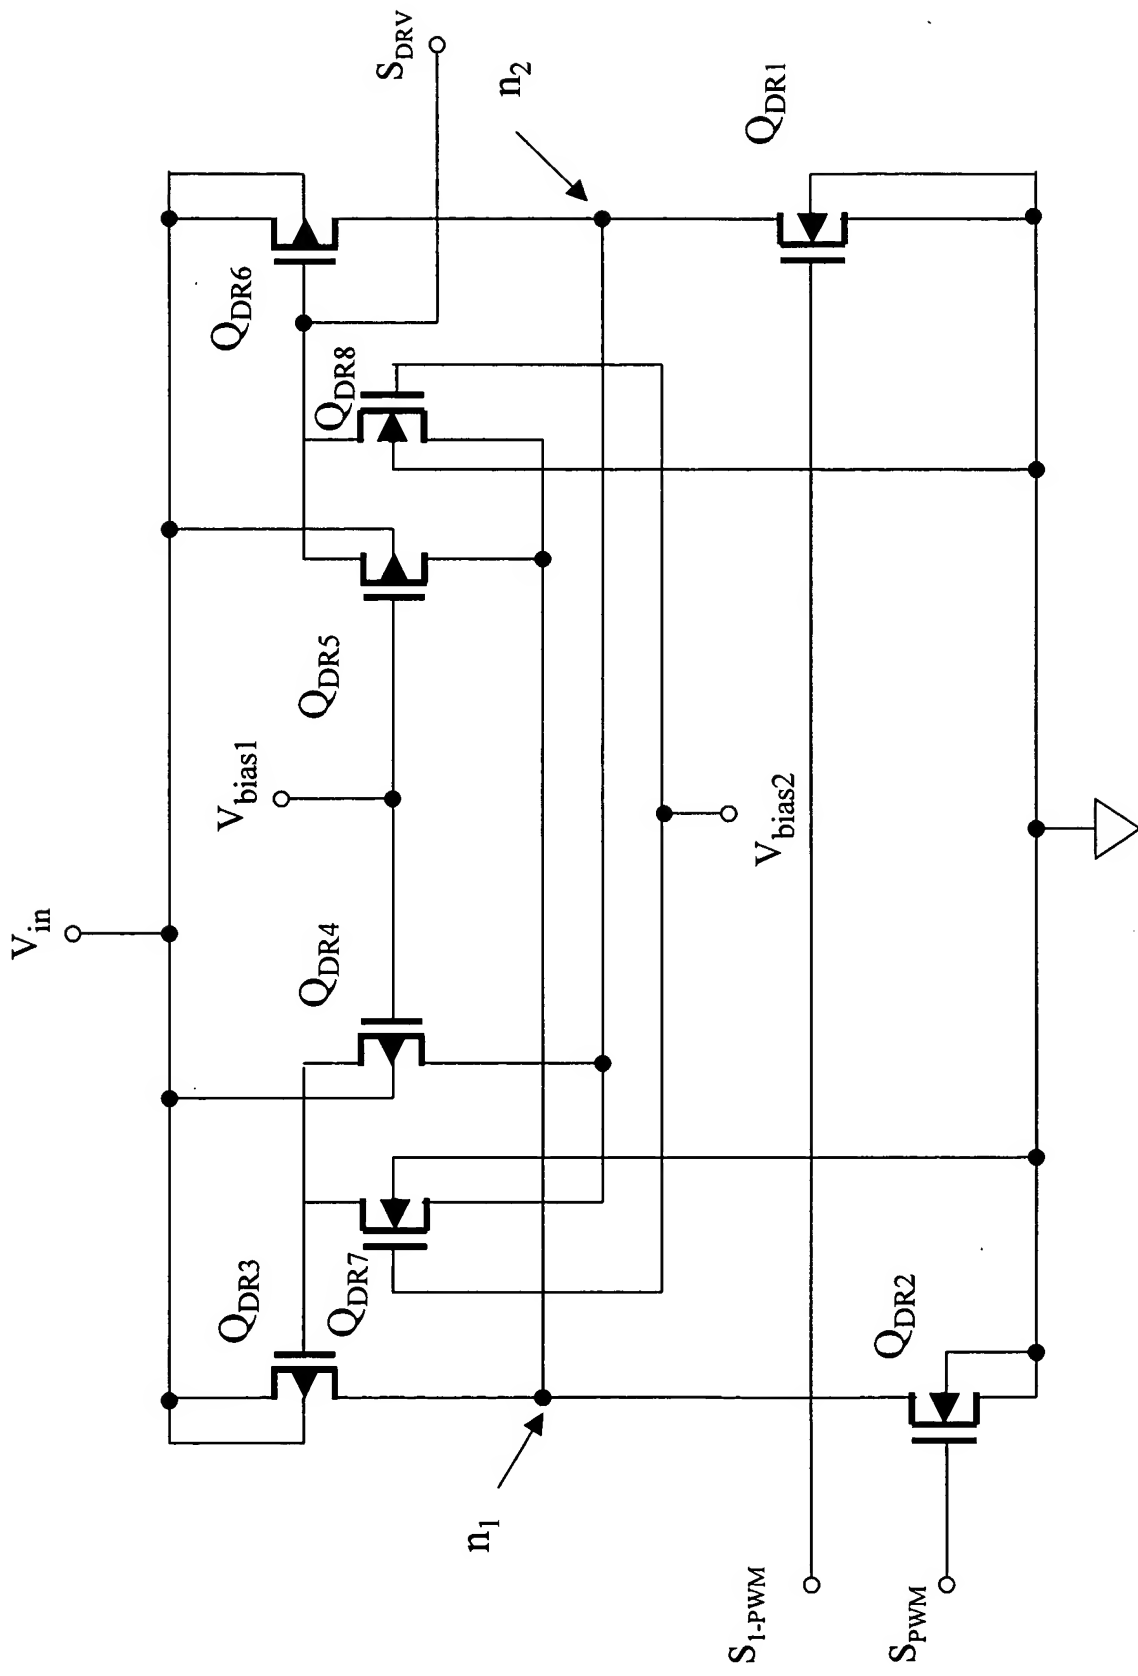 V_in
S_DRV
n_2
Q_DR6
Q_DR8
Q_DR1
Q_DR5
V_bias1
V_bias2
Q_DR4
Q_DR3
Q_DR7
Q_DR2
n_1
S_1-PWM
S_PWM